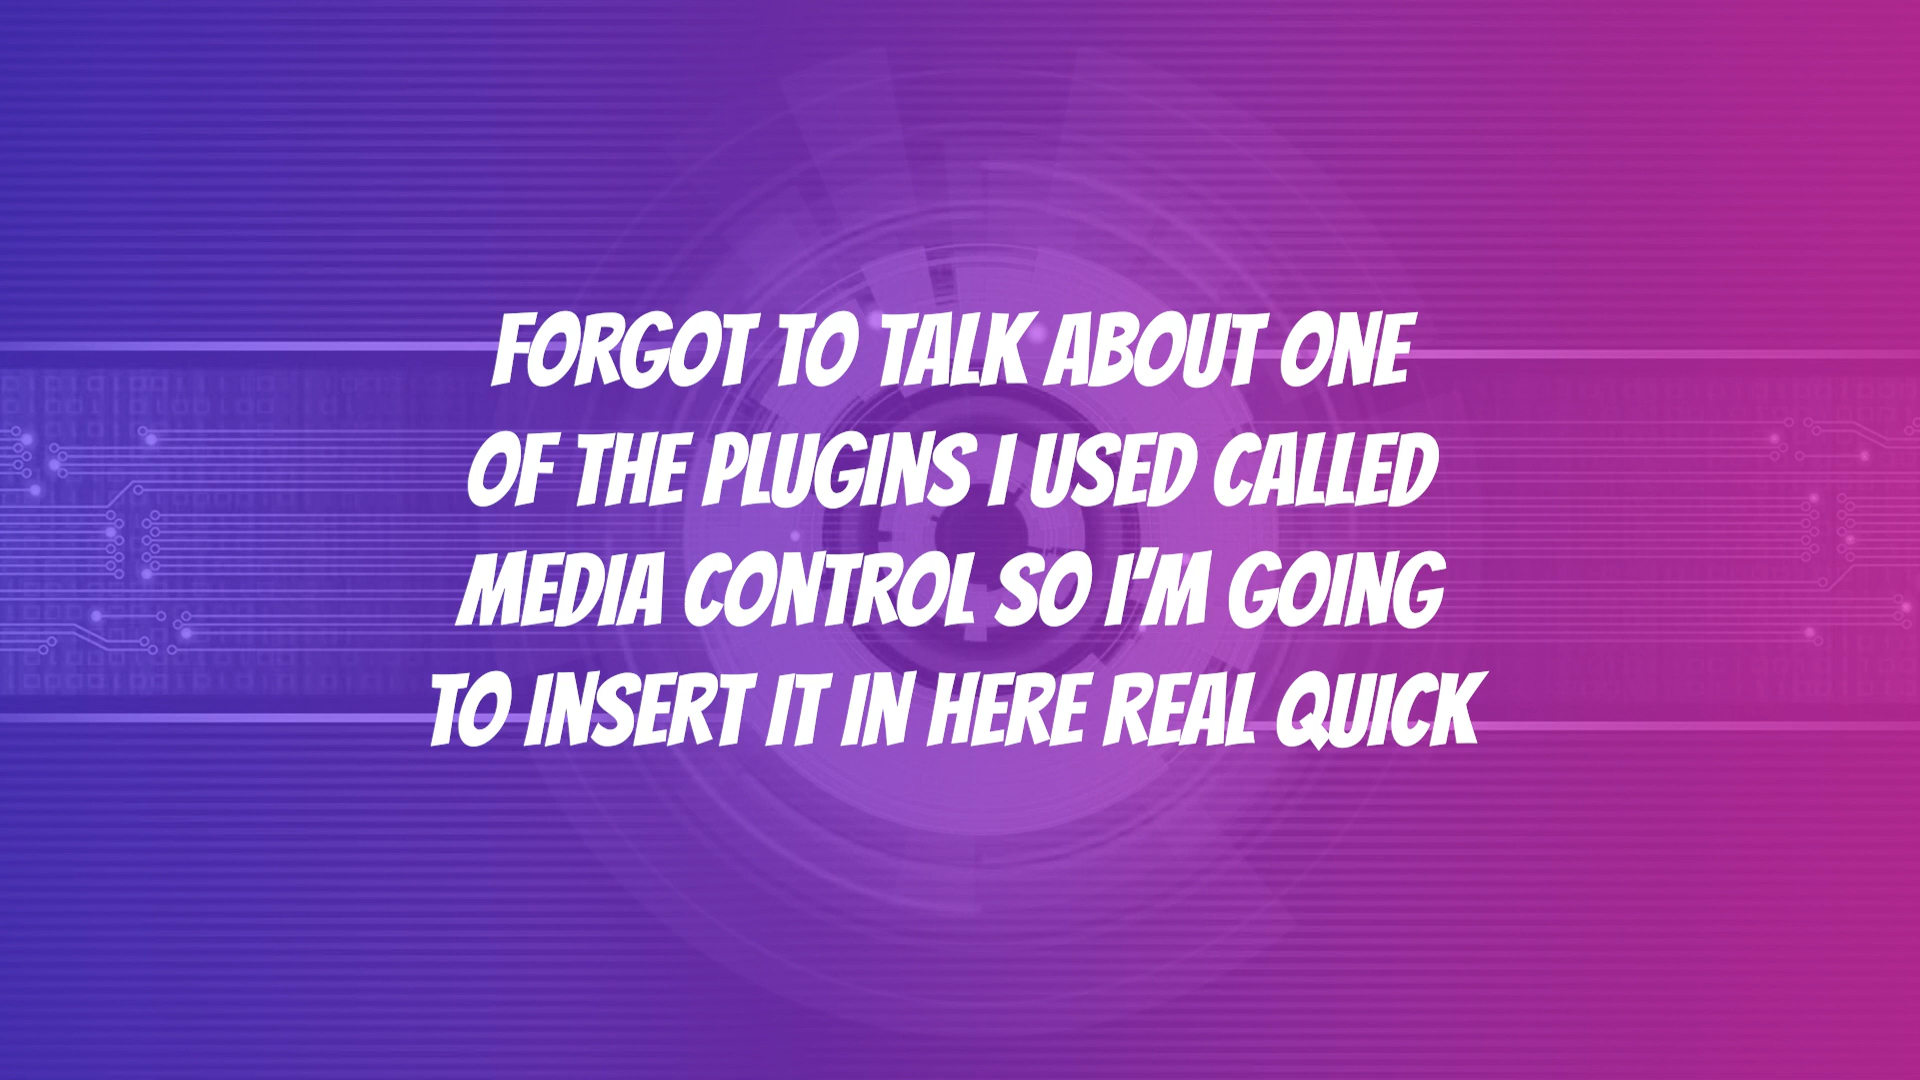 FORGOT TO TALK ABOUT ONE
OF THE PLUGINS I USED CALLED
MEDIA CONTROL SO I'M GOING
TO INSERT IT IN HERE REAL QUICK